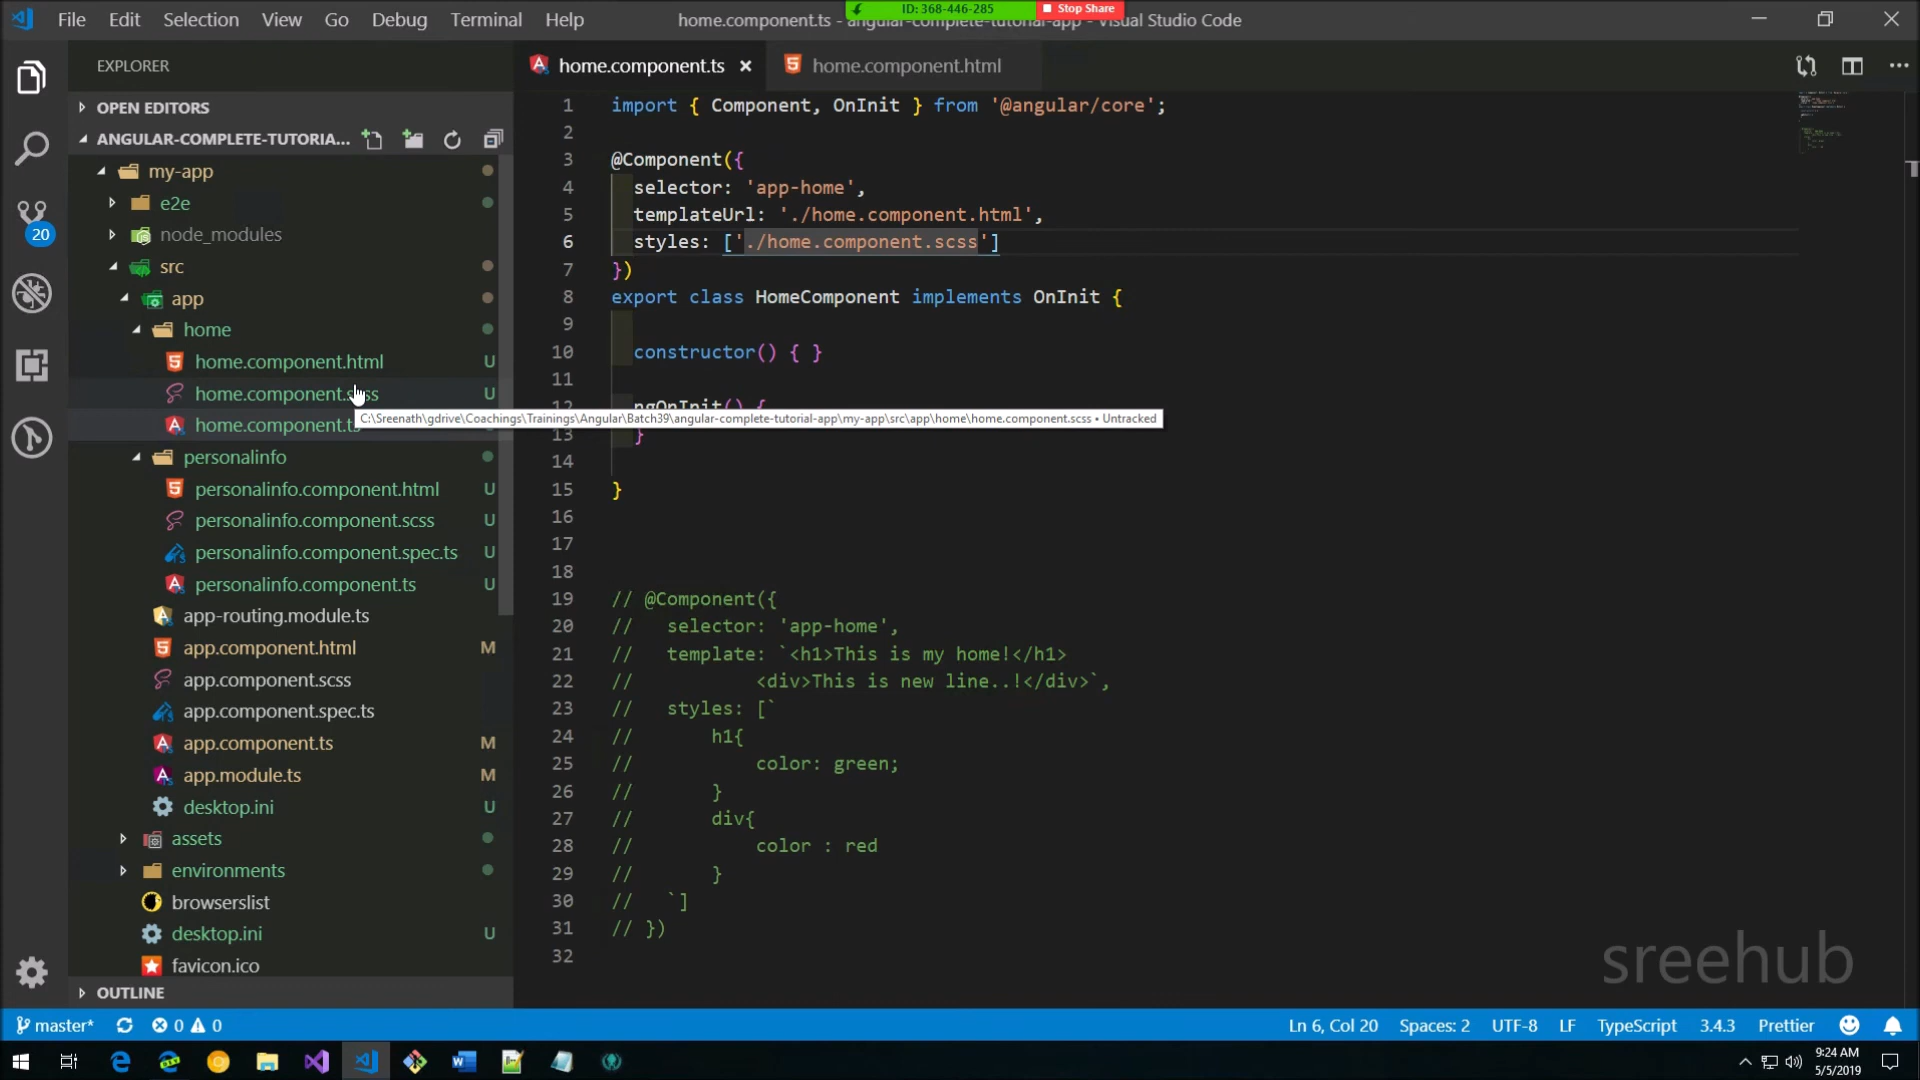 File Edit Selection View Go Debug Terminal Help
home.component.ts - angular-complete-tutorial-app - Visual Studio Code
ID: 368-446-285
Stop Share
EXPLORER
OPEN EDITORS
ANGULAR-COMPLETE-TUTORIA...
my-app
e2e
node_modules
src
app
home
home.component.html U
home.component.scss U
home.component.ts
personalinfo
personalinfo.component.html U
personalinfo.component.scss U
personalinfo.component.spec.ts U
personalinfo.component.ts U
app-routing.module.ts
app.component.html M
app.component.scss
app.component.spec.ts
app.component.ts M
app.module.ts M
desktop.ini U
assets
environments
browserslist
desktop.ini U
favicon.ico
OUTLINE
20
home.component.ts
home.component.html
1 import { Component, OnInit } from '@angular/core';
2
3 @Component({
4 selector: 'app-home',
5 templateUrl: './home.component.html',
6 styles: ['./home.component.scss']
7 })
8 export class HomeComponent implements OnInit {
9
10 constructor() { }
11
12 ngOnInit() {
C:\Sreenath\gdrive\Coachings\Trainings\Angular\Batch39\angular-complete-tutorial-app\my-app\src\app\home\home.component.scss • Untracked
13 }
14
15 }
16
17
18
19 // @Component({
20 // selector: 'app-home',
21 // template: `<h1>This is my home!</h1>
22 // <div>This is new line..!</div>`,
23 // styles: [`
24 // h1{
25 // color: green;
26 // }
27 // div{
28 // color : red
29 // }
30 // `]
31 // })
32
sreehub
master* 0 0
Ln 6, Col 20 Spaces: 2 UTF-8 LF TypeScript 3.4.3 Prettier
9:24 AM
5/5/2019